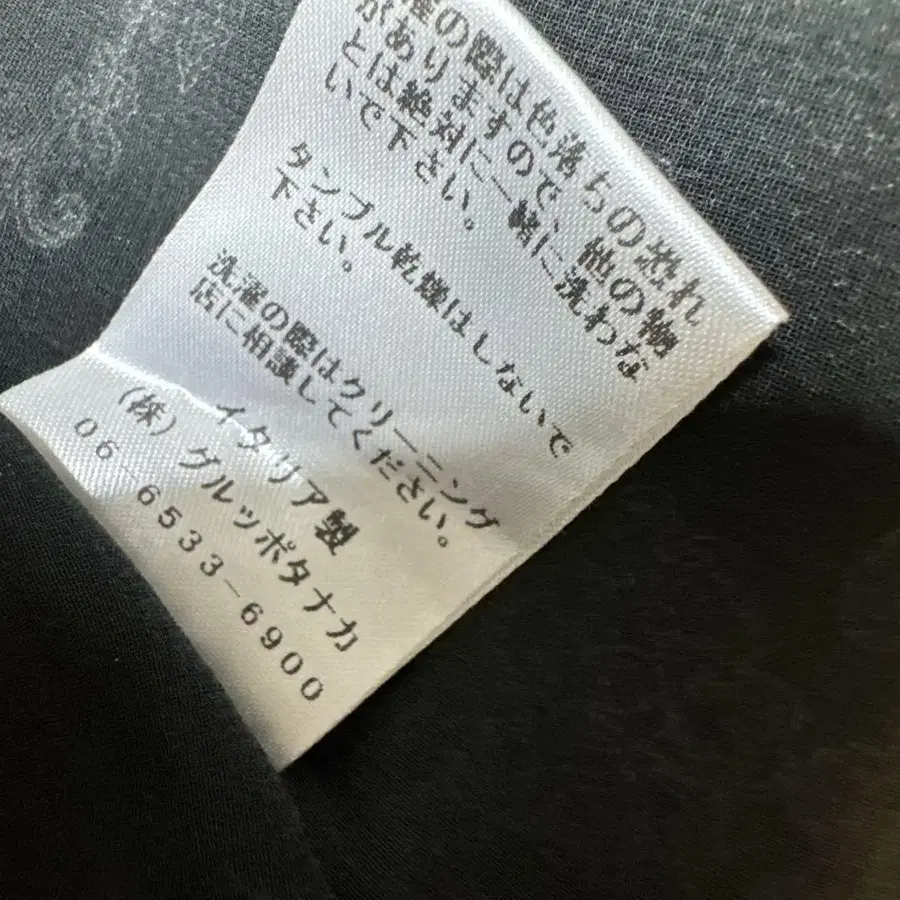 濯の際は色落ちの恐れ
がありますので、他の物
とは絶対に一緒に洗わな
いで下さい。
タンブル乾燥はしないで
下さい。
洗濯の際はクリーニング
店に相談してください。
イタリア製
(株)グルッポタナカ
06-6533-6900